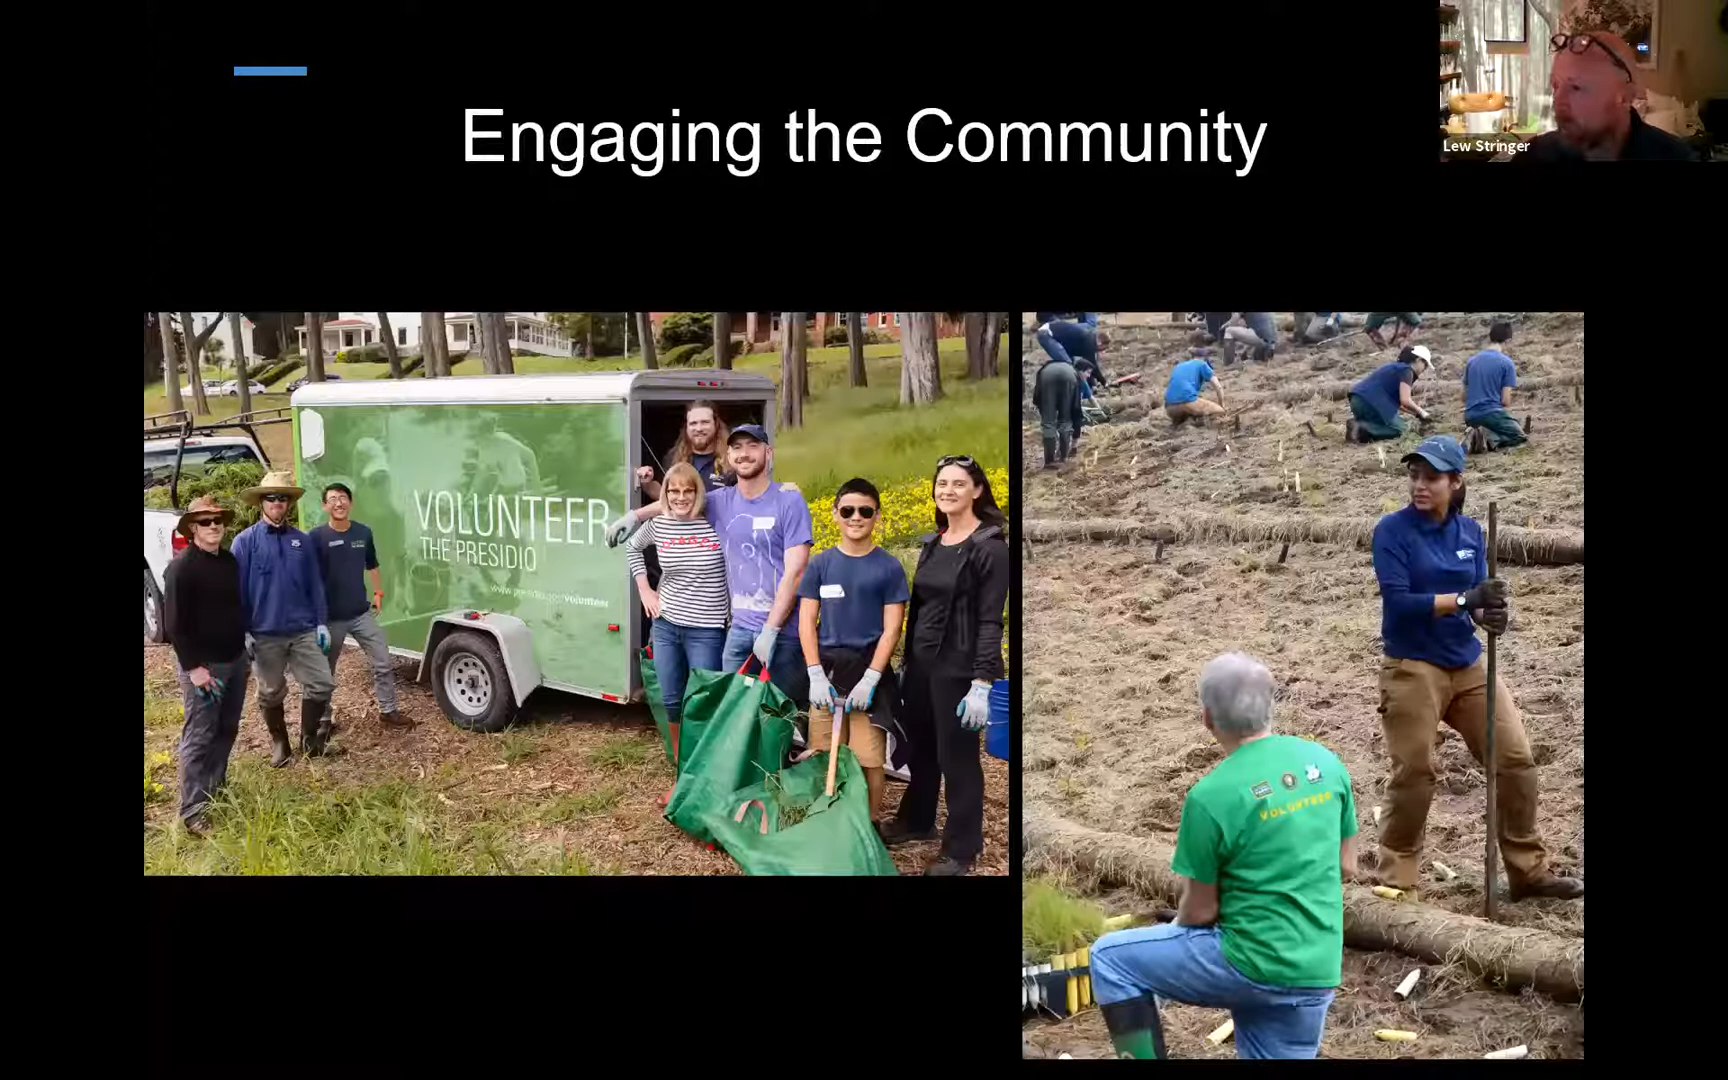 Engaging the Community
Lew Stringer
VOLUNTEER
THE PRESIDIO
VOLUNTEER